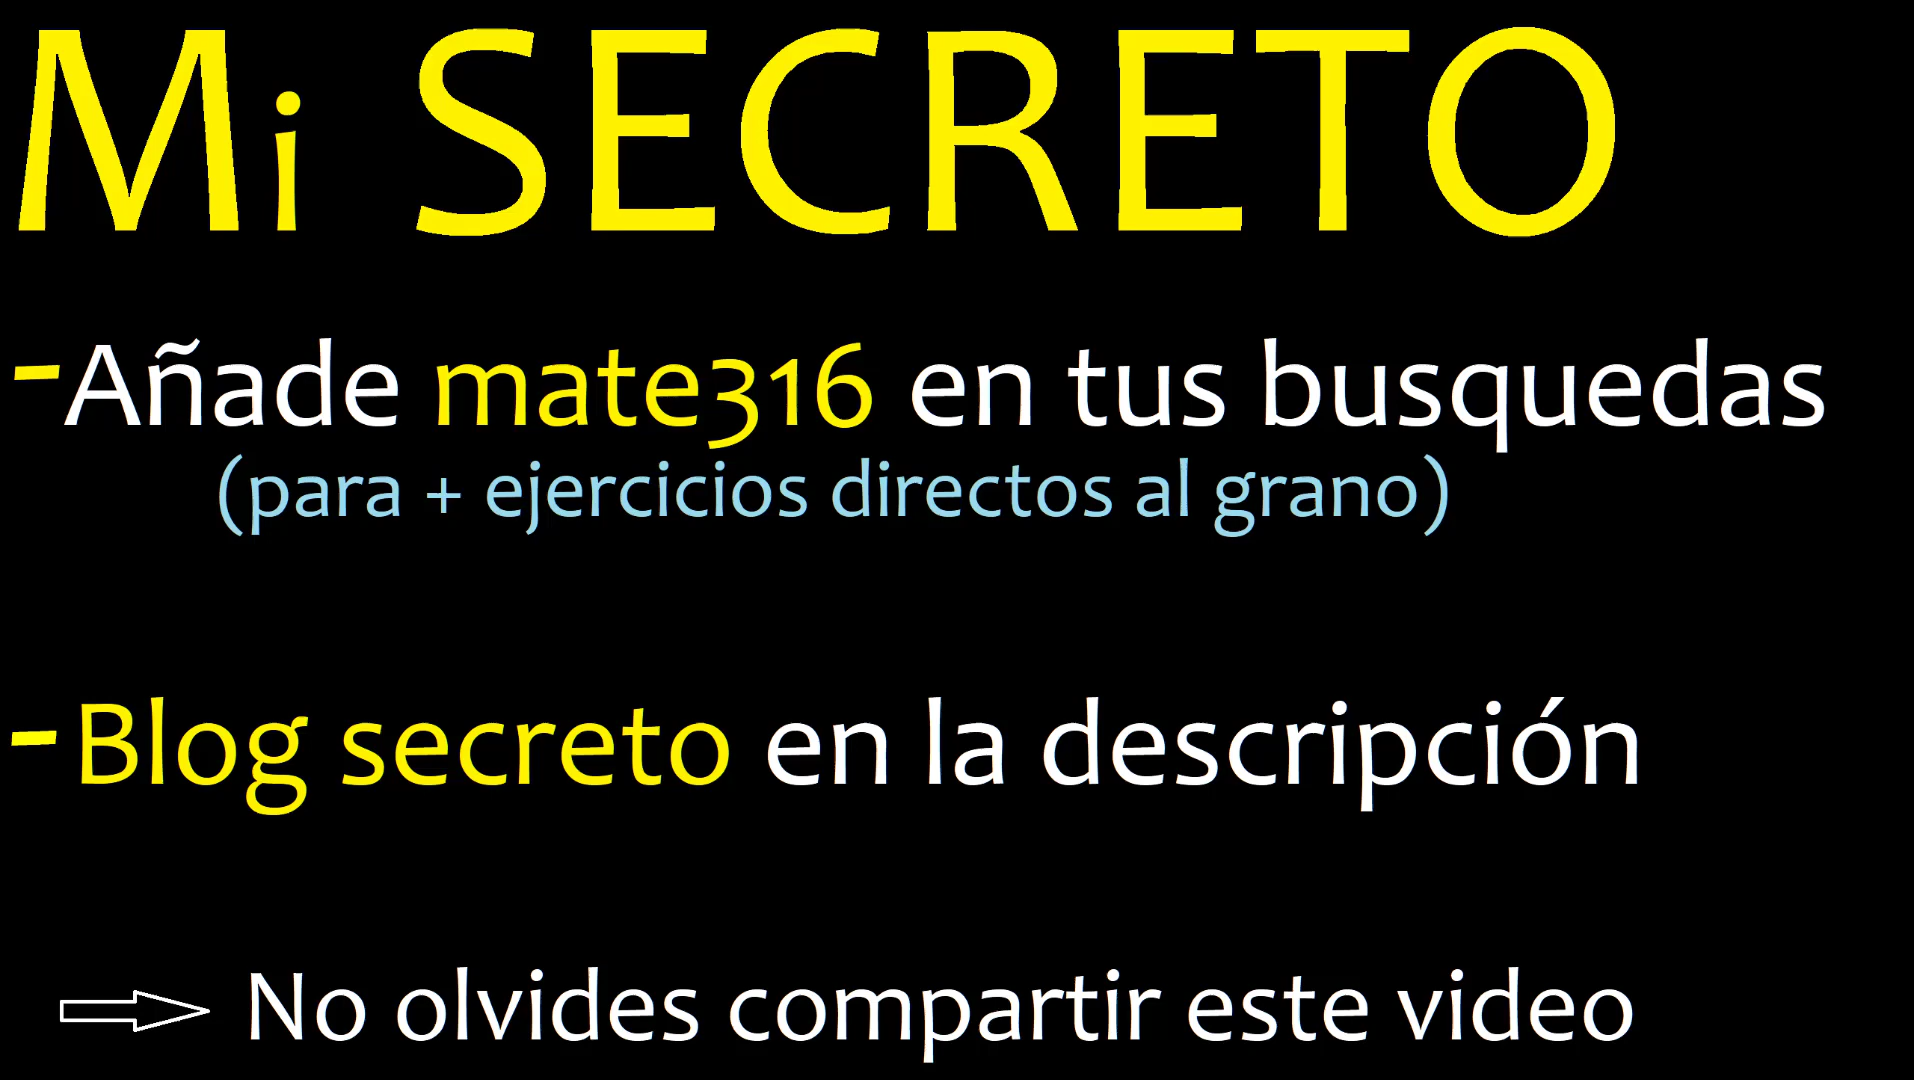 Mi SECRETO
-Añade mate316 en tus busquedas
(para + ejercicios directos al grano)
-Blog secreto en la descripción
No olvides compartir este video